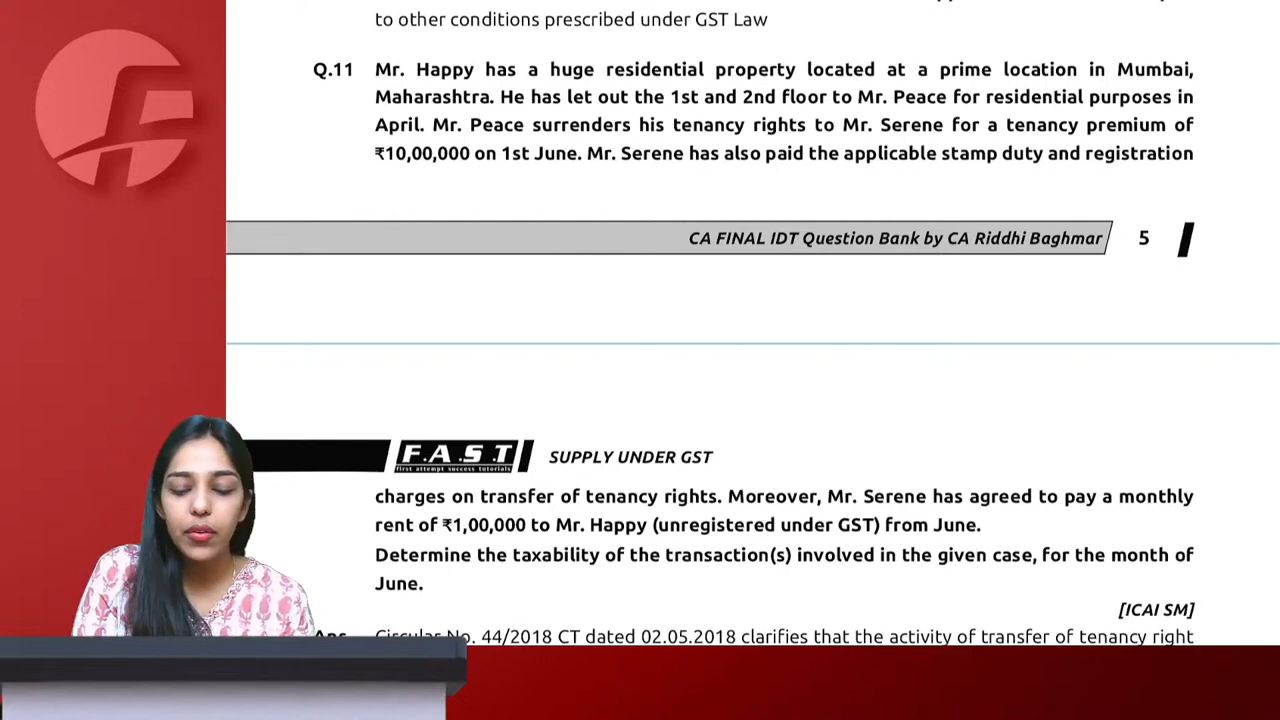 to other conditions prescribed under GST Law
Q.11 Mr. Happy has a huge residential property located at a prime location in Mumbai,
Maharashtra. He has let out the 1st and 2nd floor to Mr. Peace for residential purposes in
April. Mr. Peace surrenders his tenancy rights to Mr. Serene for a tenancy premium of
₹10,00,000 on 1st June. Mr. Serene has also paid the applicable stamp duty and registration
CA FINAL IDT Question Bank by CA Riddhi Baghmar 5
F.A.S.T SUPPLY UNDER GST
first attempt success tutorials
charges on transfer of tenancy rights. Moreover, Mr. Serene has agreed to pay a monthly
rent of ₹1,00,000 to Mr. Happy (unregistered under GST) from June.
Determine the taxability of the transaction(s) involved in the given case, for the month of
June.
[ICAI SM]
Ans. Circular No. 44/2018 CT dated 02.05.2018 clarifies that the activity of transfer of tenancy right